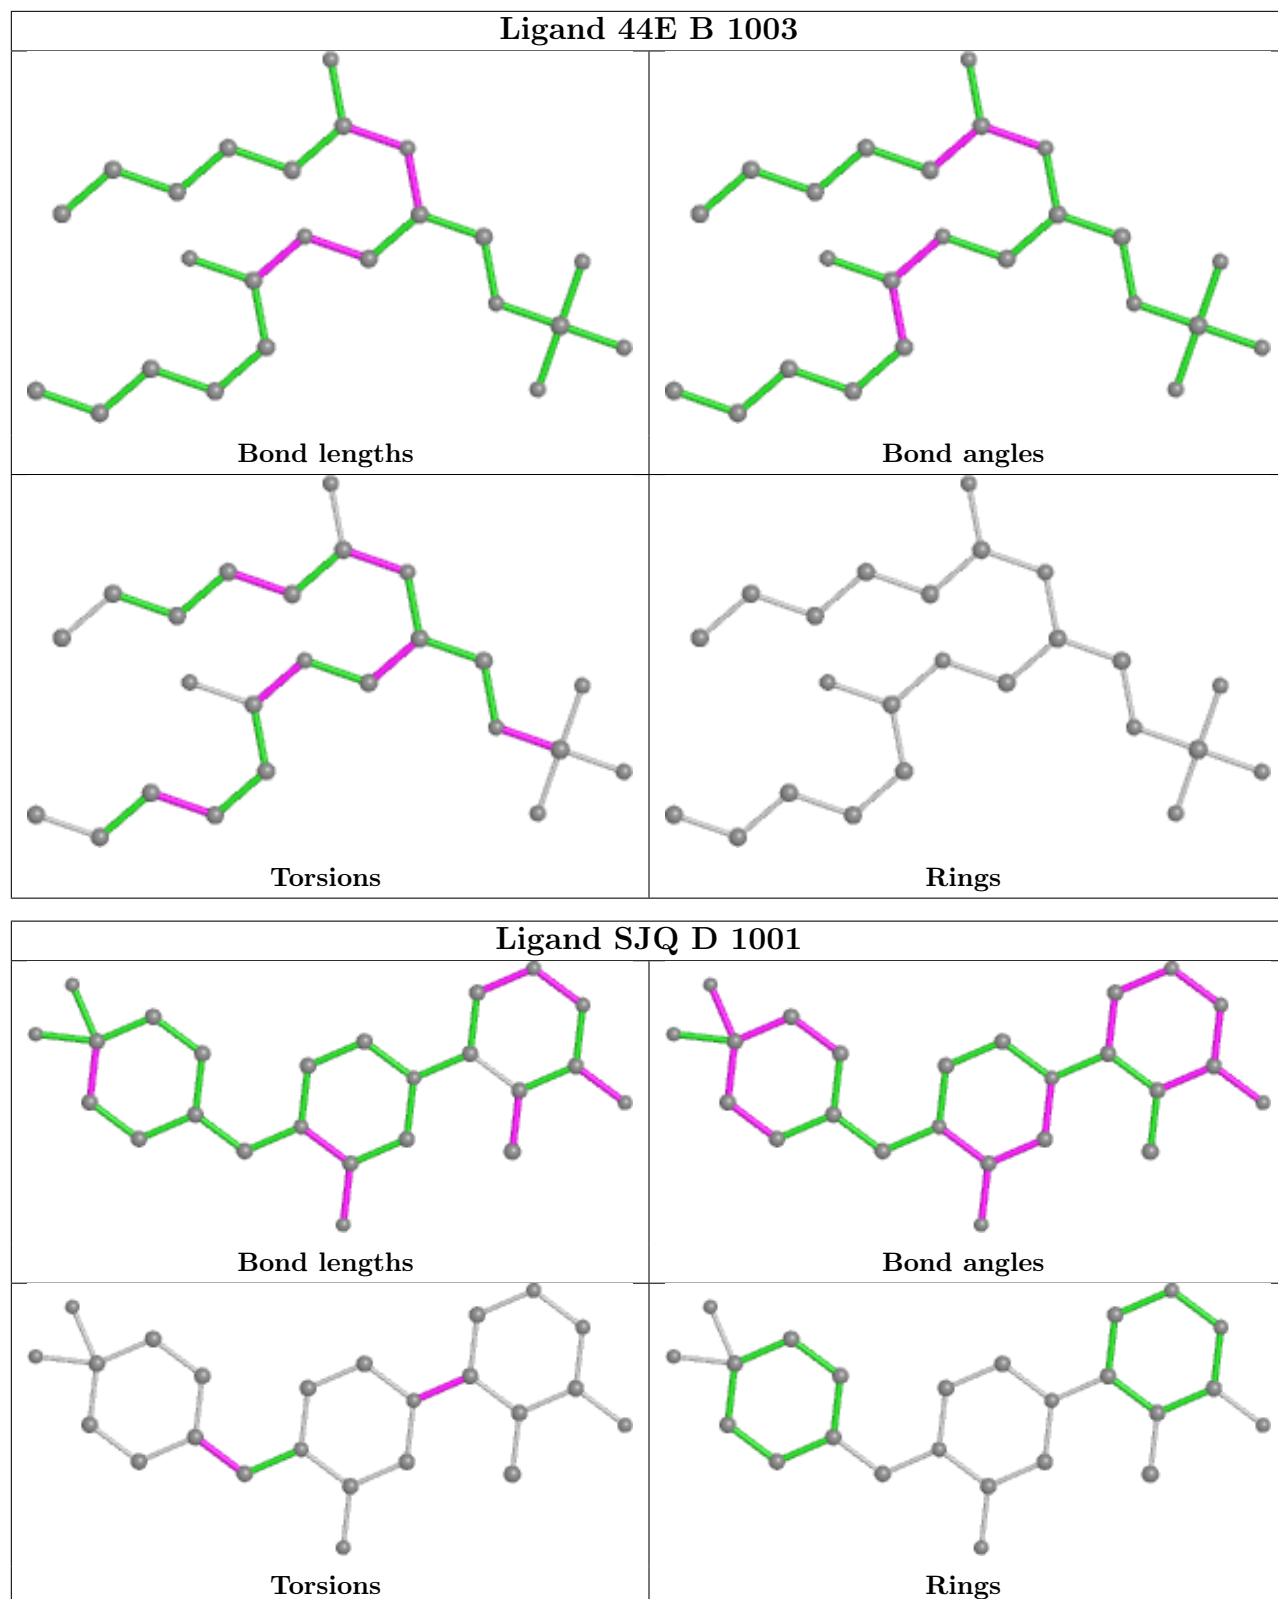 Ligand 44E B 1003
Bond lengths
Bond angles
Torsions
Rings
Ligand SJQ D 1001
Bond lengths
Bond angles
Torsions
Rings